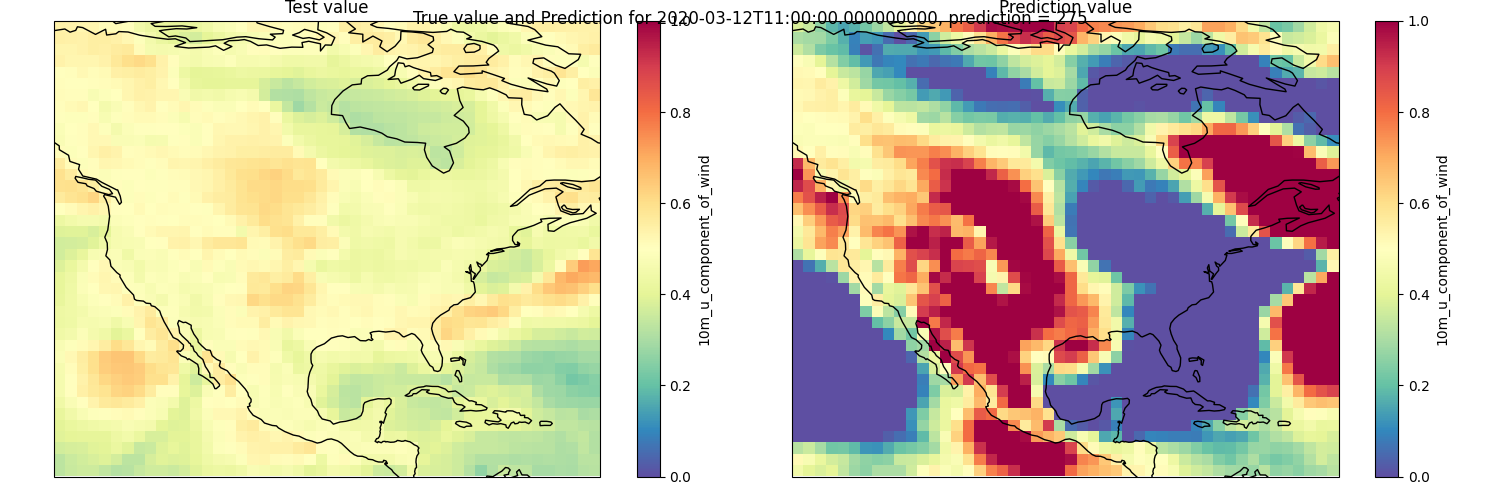 True value and Prediction for 2020-03-12T11:00:00.000000000, prediction = 275
Test value
1.0
0.8
0.6
0.4
0.2
0.0
10m_u_component_of_wind
Prediction value
1.0
0.8
0.6
0.4
0.2
0.0
10m_u_component_of_wind